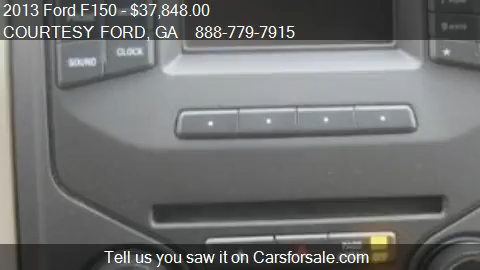 2013 Ford F150 - $37,848.00
COURTESY FORD, GA 888-779-7915
SOUND
CLOCK
Tell us you saw it on Carsforsale.com